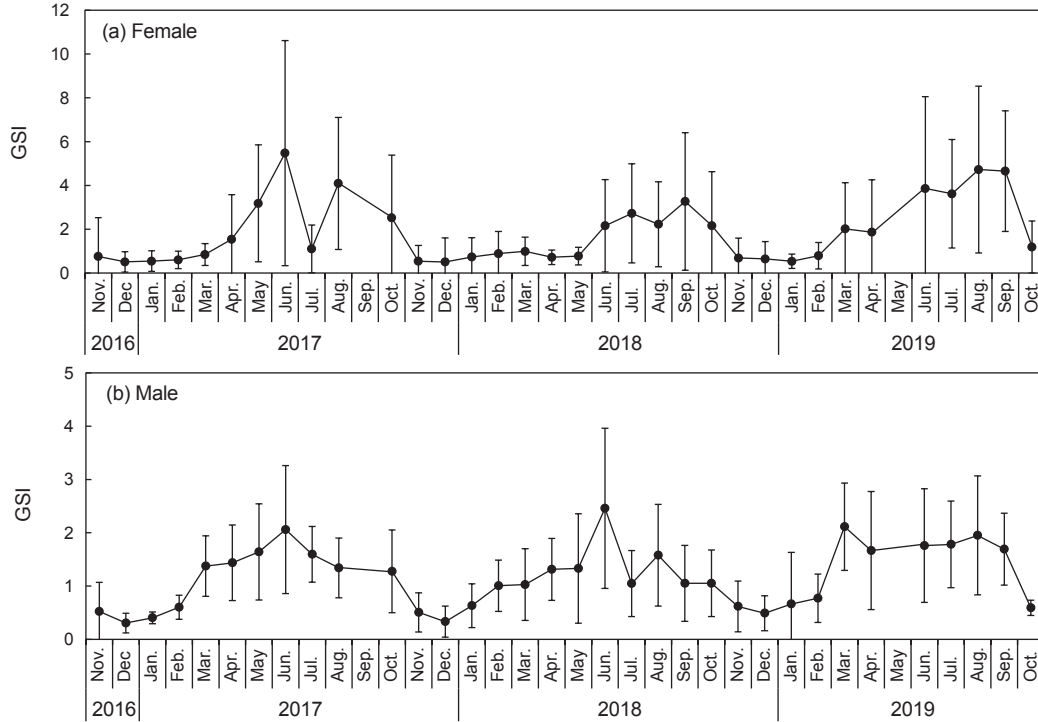 (a) Female
GSI
12
10
8
6
4
2
0
Nov. Dec Jan. Feb. Mar. Apr. May Jun. Jul. Aug. Sep. Oct. Nov. Dec. Jan. Feb. Mar. Apr. May Jun. Jul. Aug. Sep. Oct. Nov. Dec. Jan. Feb. Mar. Apr. May Jun. Jul. Aug. Sep. Oct.
2016 2017 2018 2019
(b) Male
GSI
5
4
3
2
1
0
Nov. Dec Jan. Feb. Mar. Apr. May Jun. Jul. Aug. Sep. Oct. Nov. Dec. Jan. Feb. Mar. Apr. May Jun. Jul. Aug. Sep. Oct. Nov. Dec. Jan. Feb. Mar. Apr. May Jun. Jul. Aug. Sep. Oct.
2016 2017 2018 2019